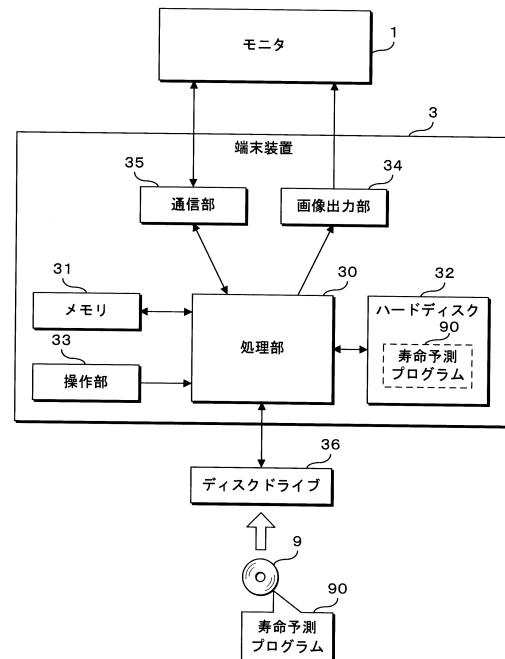 モニタ
1
3
端末装置
35
通信部
34
画像出力部
31
メモリ
30
処理部
32
ハードディスク
90
寿命予測
プログラム
33
操作部
36
ディスクドライブ
9
90
寿命予測
プログラム